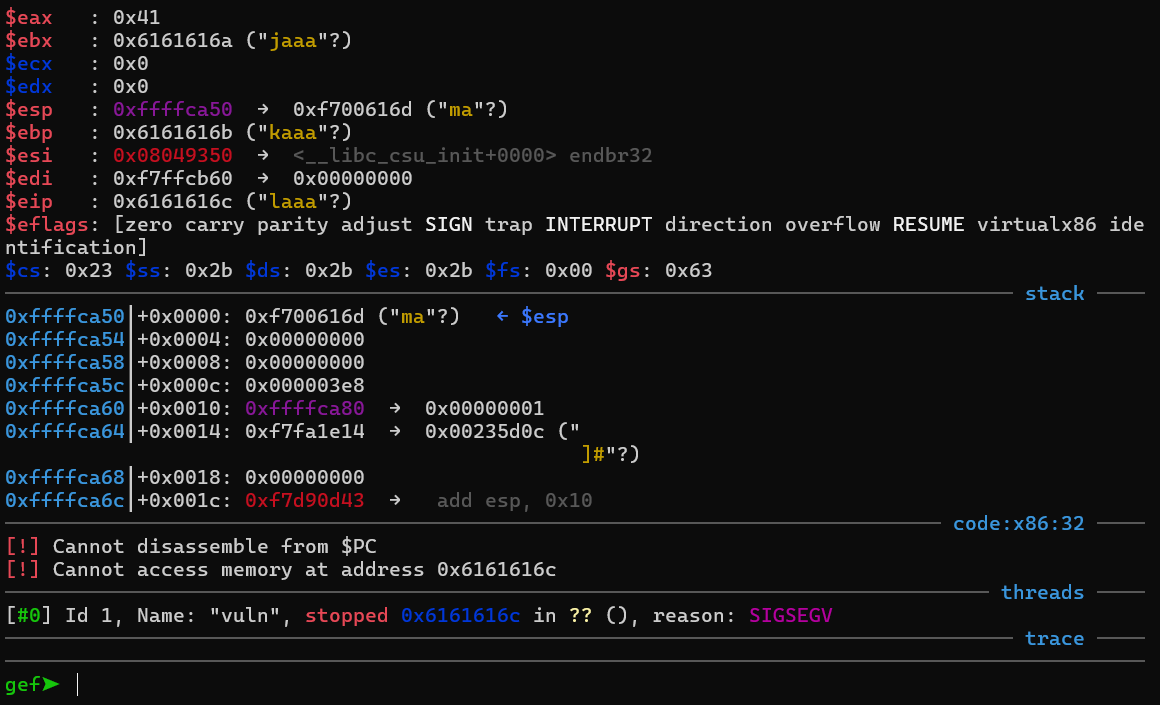 $eax   : 0x41
$ebx   : 0x6161616a ("jaaa"?)
$ecx   : 0x0
$edx   : 0x0
$esp   : 0xffffca50  →  0xf700616d ("ma"?)
$ebp   : 0x6161616b ("kaaa"?)
$esi   : 0x08049350  →  <__libc_csu_init+0000> endbr32
$edi   : 0xf7ffcb60  →  0x00000000
$eip   : 0x6161616c ("laaa"?)
$eflags: [zero carry parity adjust SIGN trap INTERRUPT direction overflow RESUME virtualx86 ide
ntification]
$cs: 0x23 $ss: 0x2b $ds: 0x2b $es: 0x2b $fs: 0x00 $gs: 0x63
stack
0xffffca50│+0x0000: 0xf700616d ("ma"?)   ← $esp
0xffffca54│+0x0004: 0x00000000
0xffffca58│+0x0008: 0x00000000
0xffffca5c│+0x000c: 0x000003e8
0xffffca60│+0x0010: 0xffffca80  →  0x00000001
0xffffca64│+0x0014: 0xf7fa1e14  →  0x00235d0c ("
]#"?)
0xffffca68│+0x0018: 0x00000000
0xffffca6c│+0x001c: 0xf7d90d43  →   add esp, 0x10
code:x86:32
[!] Cannot disassemble from $PC
[!] Cannot access memory at address 0x6161616c
threads
[#0] Id 1, Name: "vuln", stopped 0x6161616c in ?? (), reason: SIGSEGV
trace
gef➤